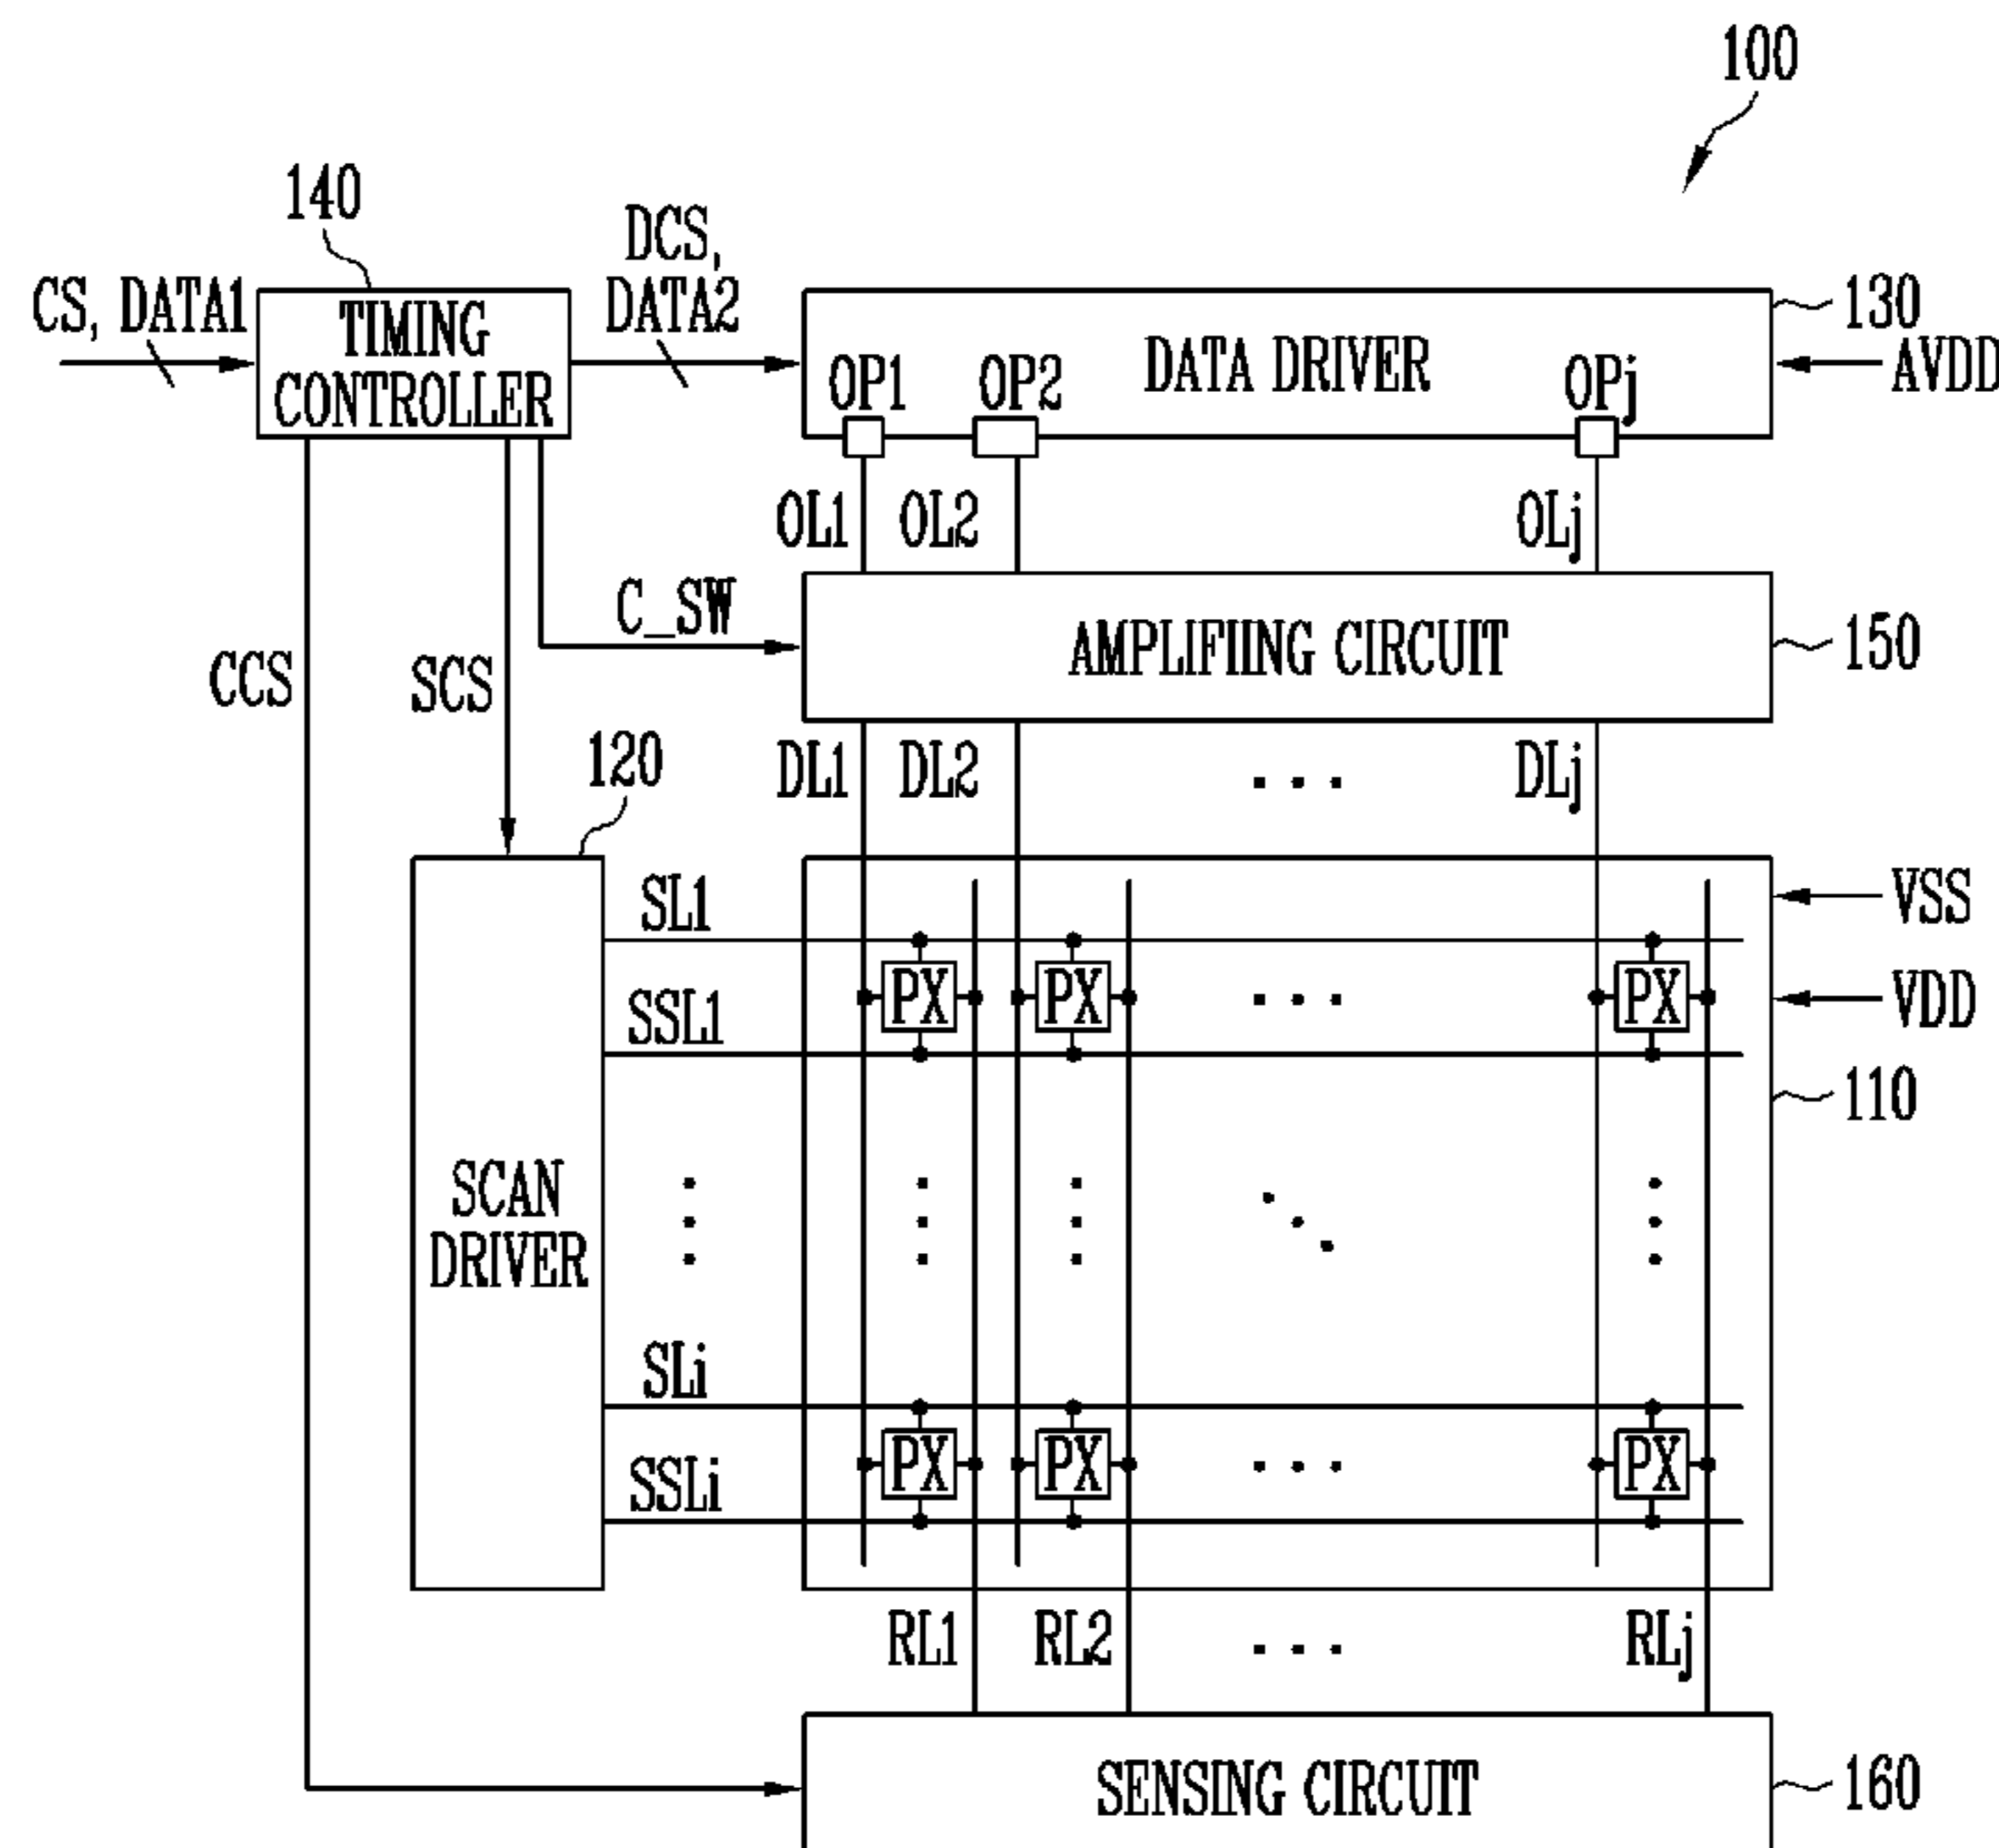 100
140
DCS,
DATA2
CS, DATA1
TIMING
CONTROLLER
130
DATA DRIVER
AVDD
OP1
OP2
OPj
OL1
OL2
OLj
C_SW
AMPLIFIING CIRCUIT
150
CCS
SCS
120
DL1
DL2
. . .
DLj
VSS
SL1
PX
PX
. . .
PX
SSL1
VDD
110
SCAN
DRIVER
SLi
PX
PX
. . .
PX
SSLi
RL1
RL2
. . .
RLj
SENSING CIRCUIT
160